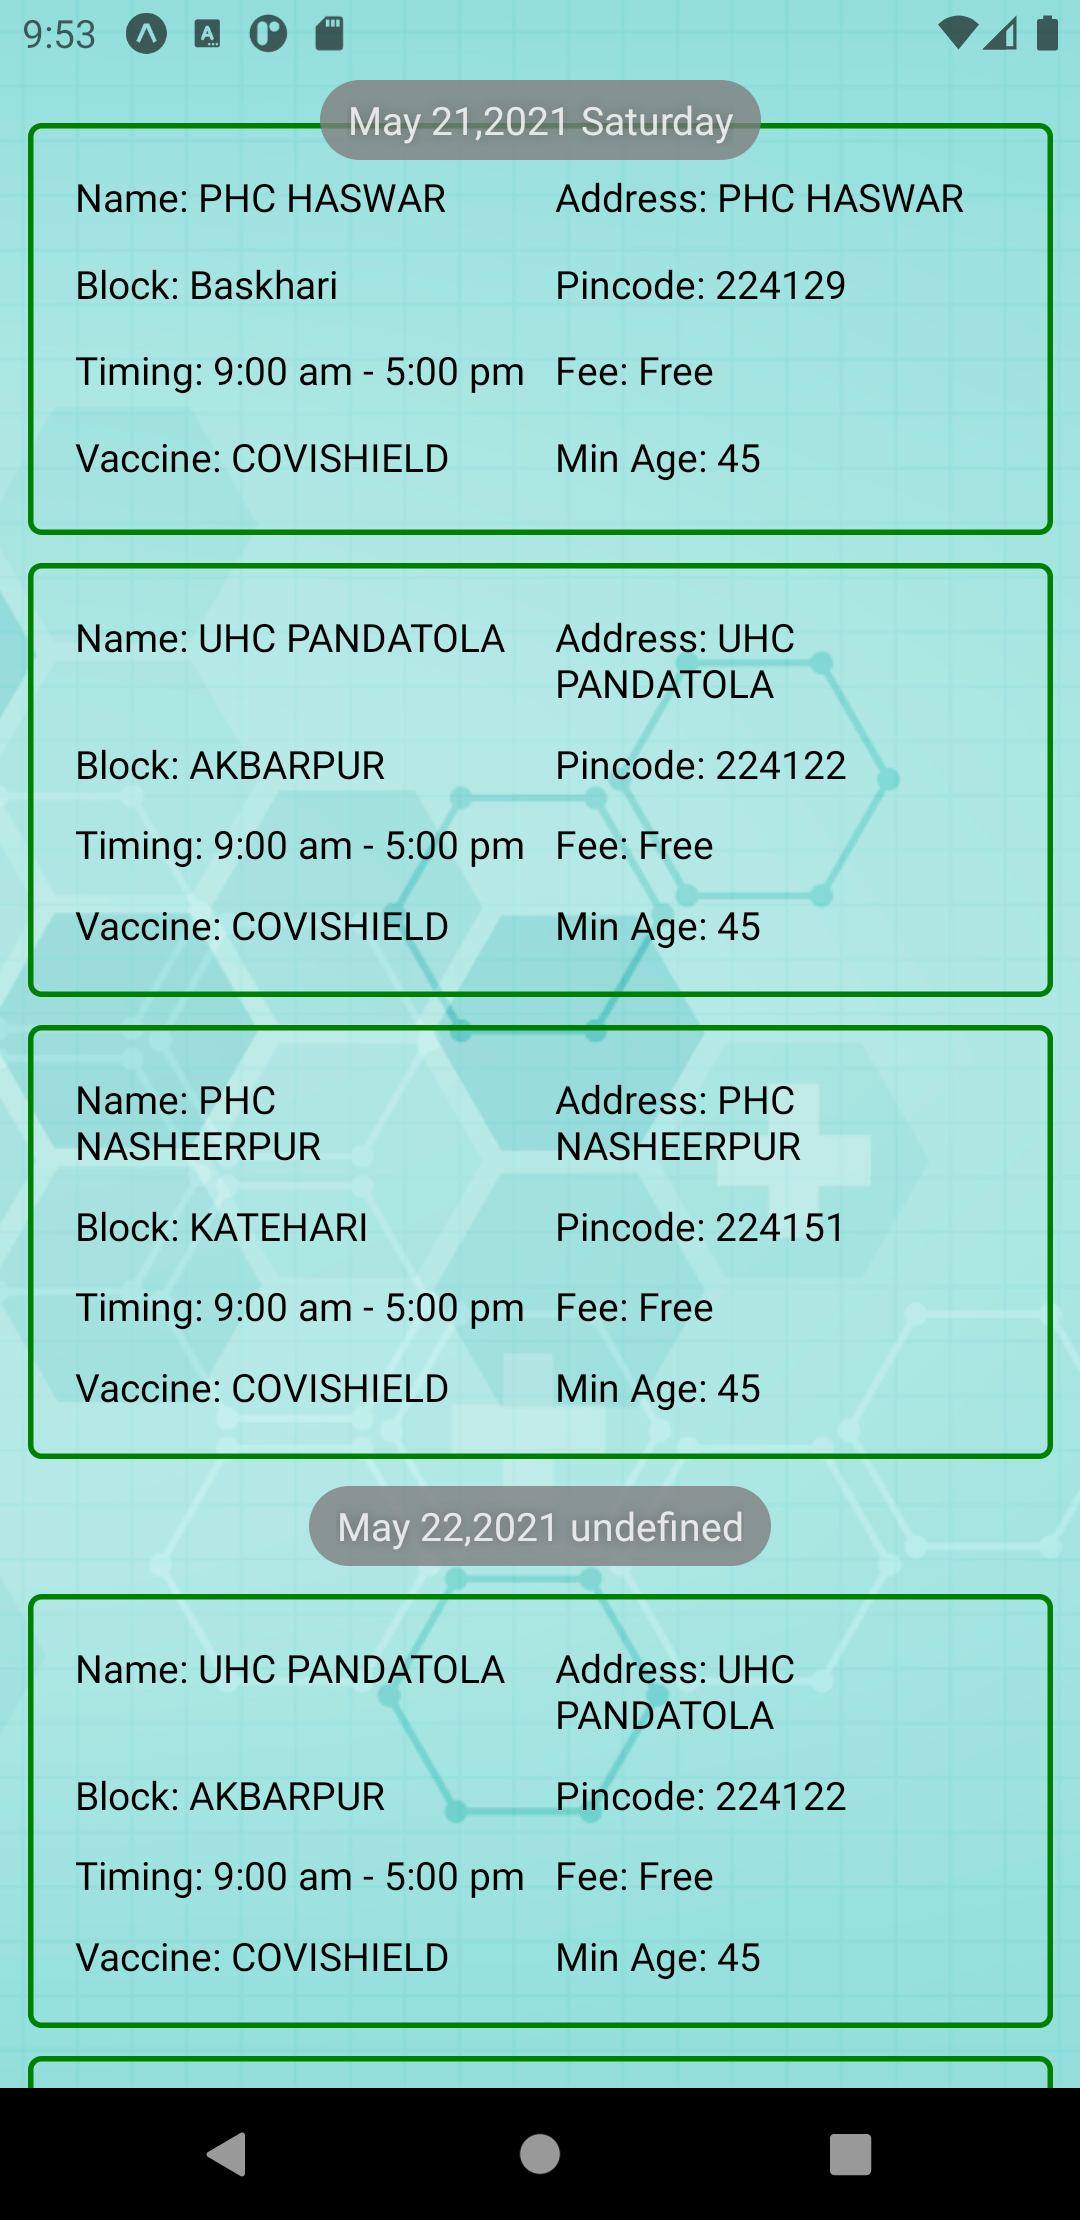 9:53
May 21,2021 Saturday
Name: PHC HASWAR
Address: PHC HASWAR
Block: Baskhari
Pincode: 224129
Timing: 9:00 am - 5:00 pm
Fee: Free
Vaccine: COVISHIELD
Min Age: 45
Name: UHC PANDATOLA
Address: UHC
PANDATOLA
Block: AKBARPUR
Pincode: 224122
Timing: 9:00 am - 5:00 pm
Fee: Free
Vaccine: COVISHIELD
Min Age: 45
Name: PHC
NASHEERPUR
Address: PHC
NASHEERPUR
Block: KATEHARI
Pincode: 224151
Timing: 9:00 am - 5:00 pm
Fee: Free
Vaccine: COVISHIELD
Min Age: 45
May 22,2021 undefined
Name: UHC PANDATOLA
Address: UHC
PANDATOLA
Block: AKBARPUR
Pincode: 224122
Timing: 9:00 am - 5:00 pm
Fee: Free
Vaccine: COVISHIELD
Min Age: 45